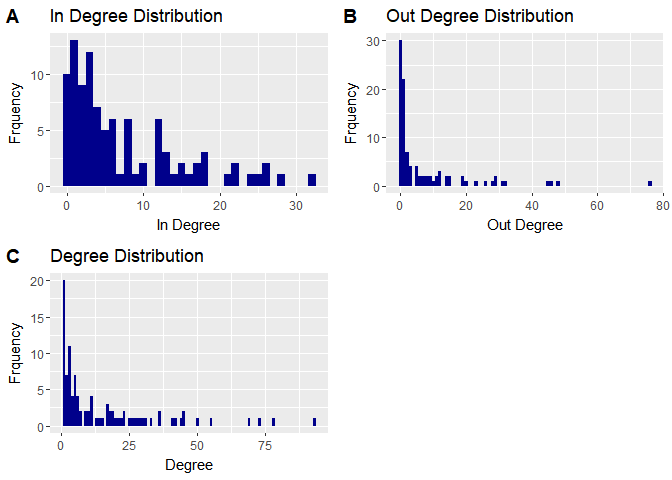 A In Degree Distribution
Frquency
10
5
0
0 10 20 30
In Degree
B Out Degree Distribution
Frquency
30
20
10
0
0 20 40 60 80
Out Degree
C Degree Distribution
Frquency
20
15
10
5
0
0 25 50 75
Degree